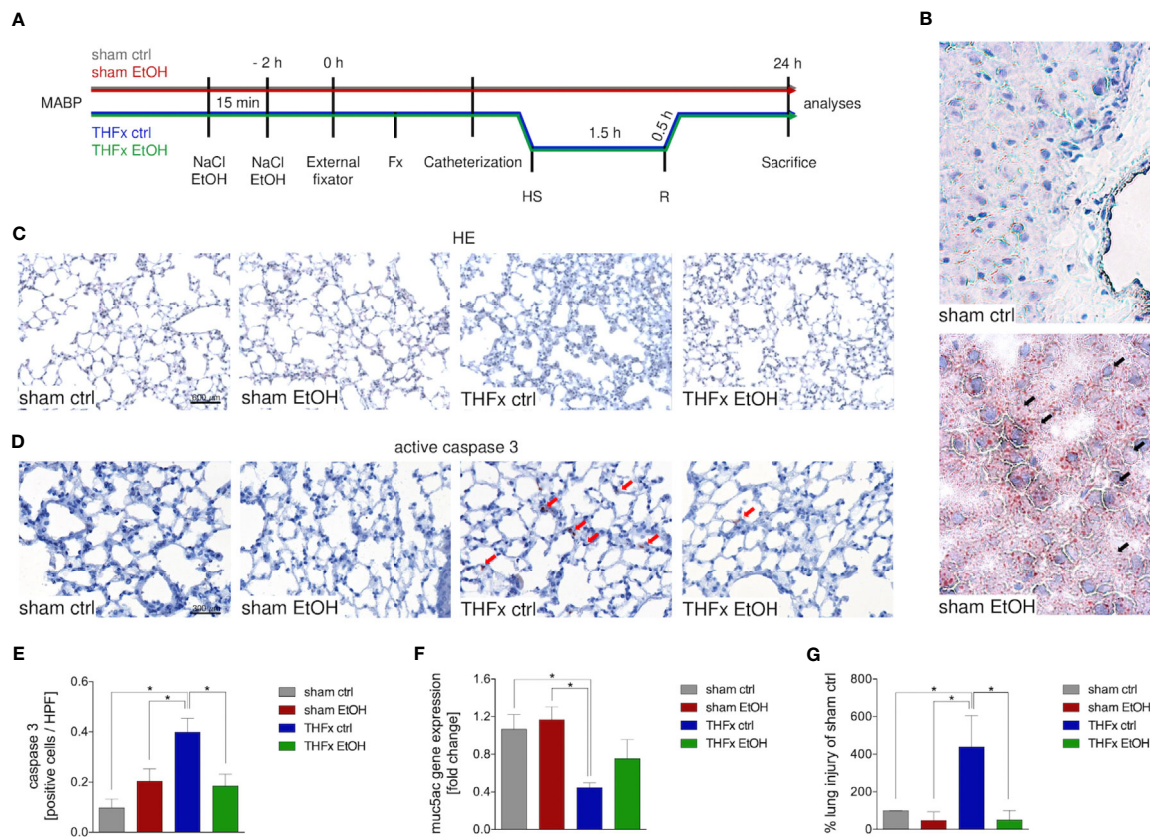 A
sham ctrl
sham EtOH
- 2 h
0 h
24 h
MABP
15 min
analyses
THFx ctrl
THFx EtOH
1.5 h
0.5 h
NaCl
EtOH
NaCl
EtOH
External
fixator
Fx
Catheterization
Sacrifice
HS
R
B
sham ctrl
sham EtOH
C
HE
sham ctrl
sham EtOH
THFx ctrl
THFx EtOH
D
active caspase 3
sham ctrl
200 µm
sham EtOH
THFx ctrl
THFx EtOH
E
caspase 3
[positive cells / HPF]
0.6
0.4
0.2
0.0
*
*
*
sham ctrl
sham EtOH
THFx ctrl
THFx EtOH
F
muc5ac gene expression
[fold change]
1.6
1.2
0.8
0.4
0.0
*
*
sham ctrl
sham EtOH
THFx ctrl
THFx EtOH
G
% lung injury of sham ctrl
800
600
400
200
0
*
*
*
sham ctrl
sham EtOH
THFx ctrl
THFx EtOH